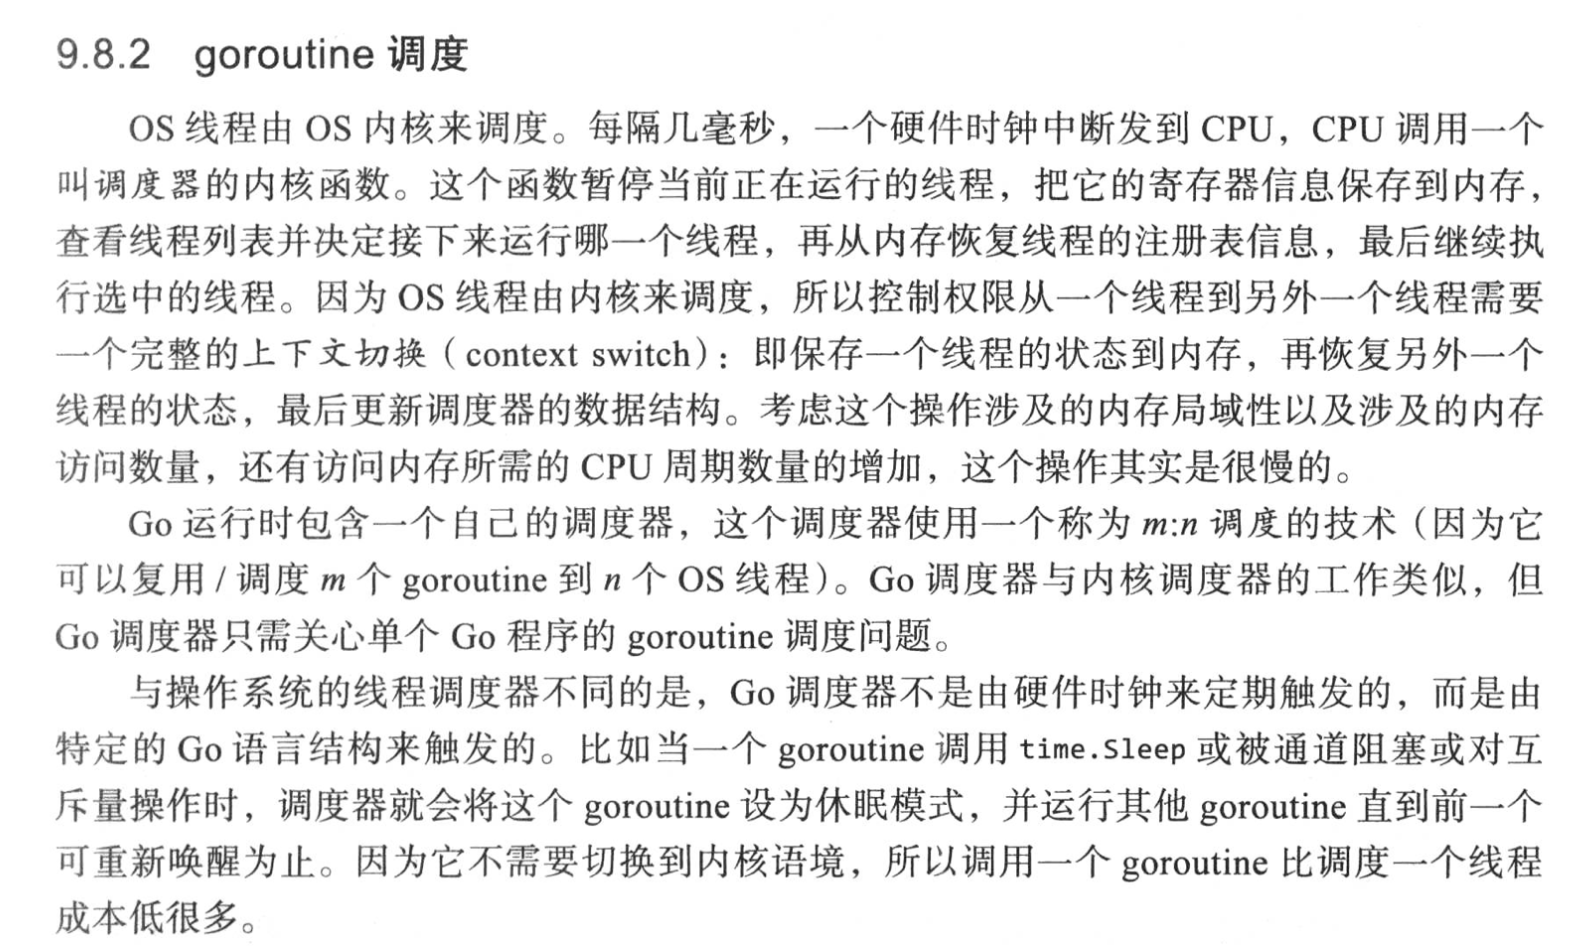 9.8.2 goroutine 调度
OS 线程由 OS 内核来调度。每隔几毫秒，一个硬件时钟中断发到 CPU，CPU 调用一个
叫调度器的内核函数。这个函数暂停当前正在运行的线程，把它的寄存器信息保存到内存，
查看线程列表并决定接下来运行哪一个线程，再从内存恢复线程的注册表信息，最后继续执
行选中的线程。因为 OS 线程由内核来调度，所以控制权限从一个线程到另外一个线程需要
一个完整的上下文切换（context switch）：即保存一个线程的状态到内存，再恢复另外一个
线程的状态，最后更新调度器的数据结构。考虑这个操作涉及的内存局域性以及涉及的内存
访问数量，还有访问内存所需的 CPU 周期数量的增加，这个操作其实是很慢的。
Go 运行时包含一个自己的调度器，这个调度器使用一个称为 m:n 调度的技术（因为它
可以复用 / 调度 m 个 goroutine 到 n 个 OS 线程）。Go 调度器与内核调度器的工作类似，但
Go 调度器只需关心单个 Go 程序的 goroutine 调度问题。
与操作系统的线程调度器不同的是，Go 调度器不是由硬件时钟来定期触发的，而是由
特定的 Go 语言结构来触发的。比如当一个 goroutine 调用 time.Sleep 或被通道阻塞或对互
斥量操作时，调度器就会将这个 goroutine 设为休眠模式，并运行其他 goroutine 直到前一个
可重新唤醒为止。因为它不需要切换到内核语境，所以调用一个 goroutine 比调度一个线程
成本低很多。